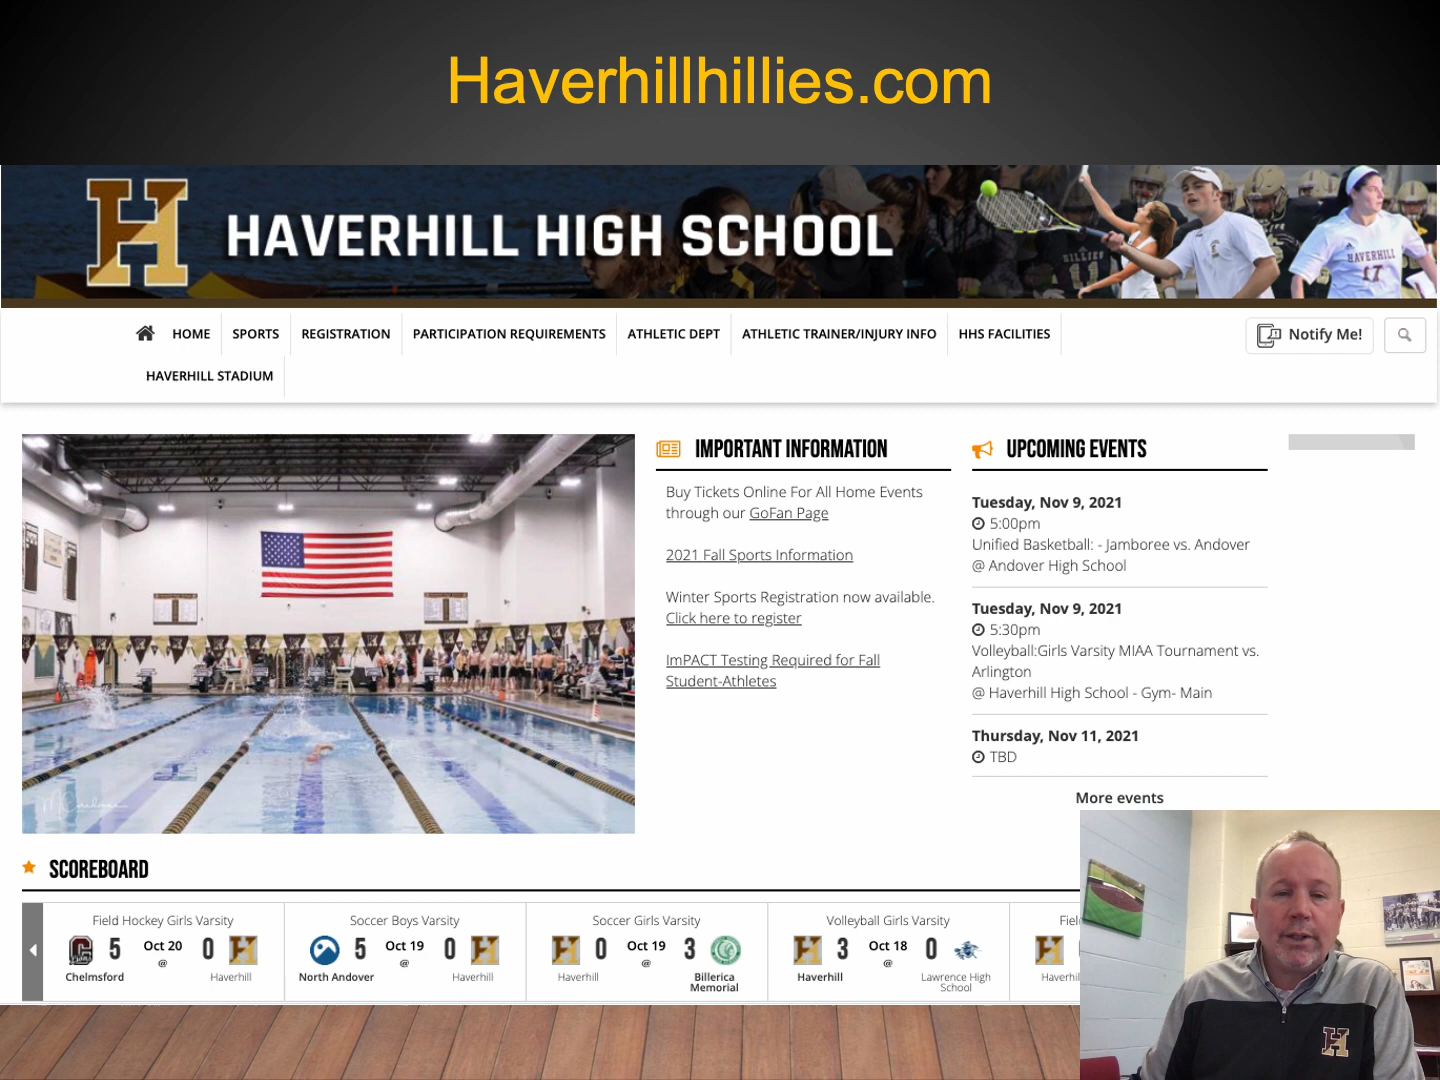 Haverhillhillies.com
H HAVERHILL HIGH SCHOOL
HILLIES
11
HAVERHILL
17
HOME SPORTS REGISTRATION PARTICIPATION REQUIREMENTS ATHLETIC DEPT ATHLETIC TRAINER/INJURY INFO HHS FACILITIES
Notify Me!
HAVERHILL STADIUM
IMPORTANT INFORMATION
Buy Tickets Online For All Home Events
through our GoFan Page
2021 Fall Sports Information
Winter Sports Registration now available.
Click here to register
ImPACT Testing Required for Fall
Student-Athletes
UPCOMING EVENTS
Tuesday, Nov 9, 2021
5:00pm
Unified Basketball: - Jamboree vs. Andover
@ Andover High School
Tuesday, Nov 9, 2021
5:30pm
Volleyball:Girls Varsity MIAA Tournament vs.
Arlington
@ Haverhill High School - Gym- Main
Thursday, Nov 11, 2021
TBD
More events
SCOREBOARD
Field Hockey Girls Varsity
5 Oct 20 0 H
@
Chelmsford Haverhill
Soccer Boys Varsity
5 Oct 19 0 H
@
North Andover Haverhill
Soccer Girls Varsity
H 0 Oct 19 3
@
Haverhill Billerica
Memorial
Volleyball Girls Varsity
H 3 Oct 18 0
@
Haverhill Lawrence High
School
Fiel
H
Haverhil
H